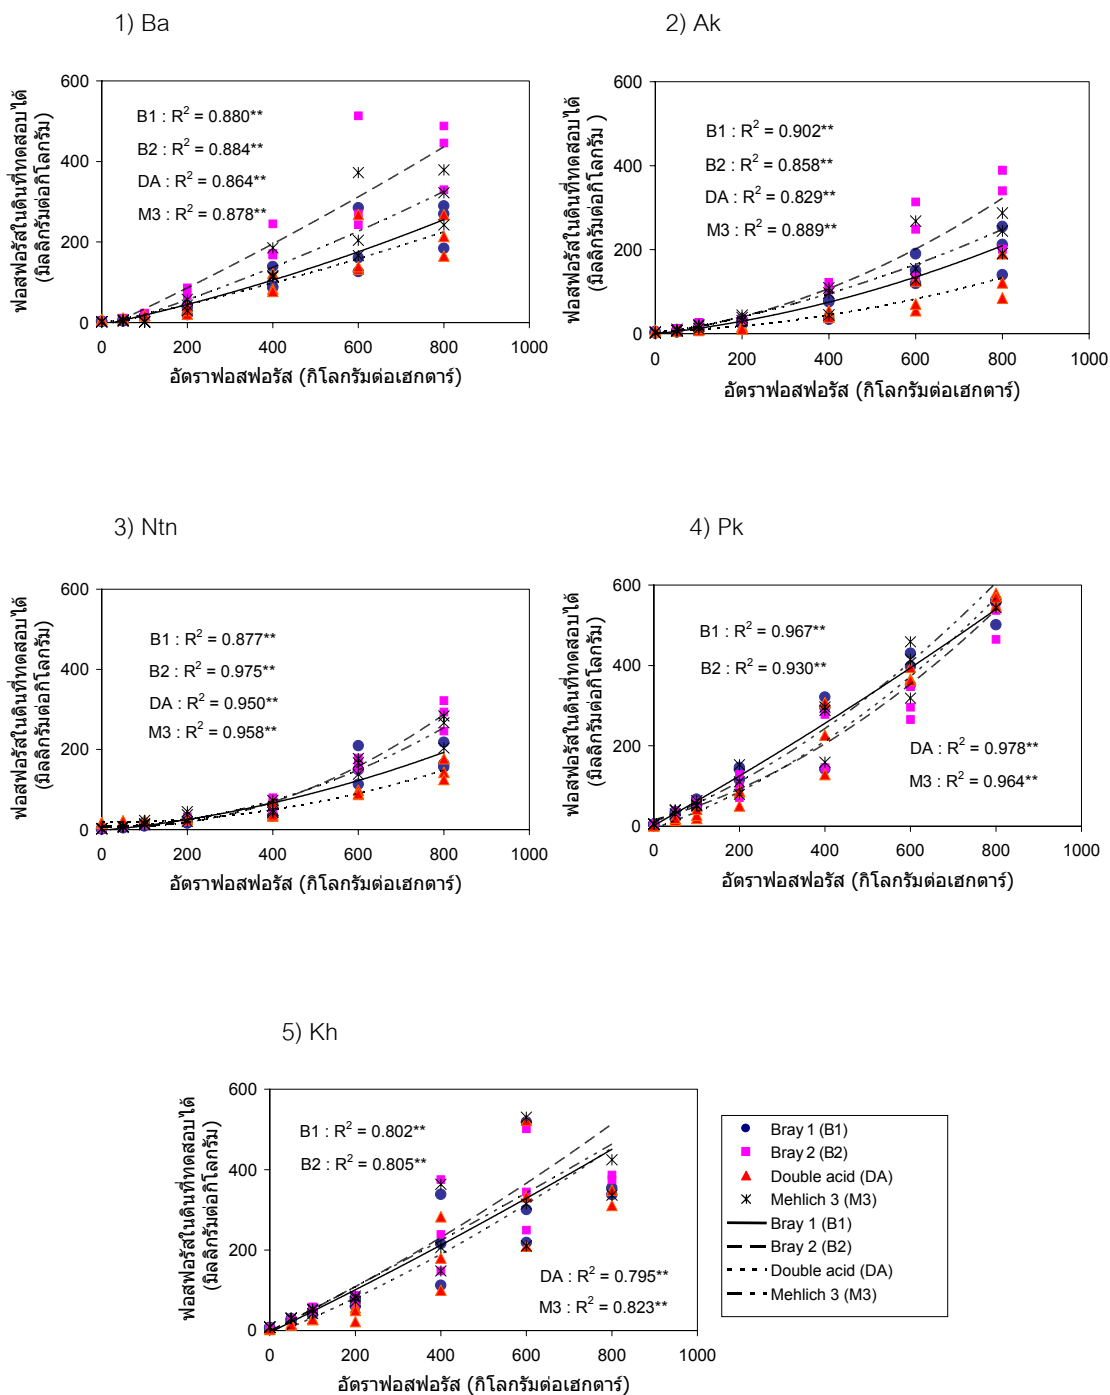 1) Ba
ฟอสฟอรัสในดินที่ทดสอบได้
(มิลลิกรัมต่อกิโลกรัม)
600
400
200
0
B1 : R² = 0.880**
B2 : R² = 0.884**
DA : R² = 0.864**
M3 : R² = 0.878**
0 200 400 600 800 1000
อัตราฟอสฟอรัส (กิโลกรัมต่อเฮกตาร์)
2) Ak
ฟอสฟอรัสในดินที่ทดสอบได้
(มิลลิกรัมต่อกิโลกรัม )
600
400
200
0
B1 : R² = 0.902**
B2 : R² = 0.858**
DA : R² = 0.829**
M3 : R² = 0.889**
0 200 400 600 800 1000
อัตราฟอสฟอรัส (กิโลกรัมต่อเฮกตาร์)
3) Ntn
ฟอสฟอรัสในดินที่ทดสอบได้
(มิลลิกรัมต่อกิโลกรัม)
600
400
200
0
B1 : R² = 0.877**
B2 : R² = 0.975**
DA : R² = 0.950**
M3 : R² = 0.958**
0 200 400 600 800 1000
อัตราฟอสฟอรัส (กิโลกรัมต่อเฮกตาร์)
4) Pk
ฟอสฟอรัสในดินที่ทดสอบได้
(มิลลิกรัมต่อกิโลกรัม)
600
400
200
0
B1 : R² = 0.967**
B2 : R² = 0.930**
DA : R² = 0.978**
M3 : R² = 0.964**
0 200 400 600 800 1000
อัตราฟอสฟอรัส (กิโลกรัมต่อเฮกตาร์)
5) Kh
ฟอสฟอรัสในดินที่ทดสอบได้
(มิลลิกรัมต่อกิโลกรัม)
600
400
200
0
B1 : R² = 0.802**
B2 : R² = 0.805**
DA : R² = 0.795**
M3 : R² = 0.823**
0 200 400 600 800 1000
อัตราฟอสฟอรัส (กิโลกรัมต่อเฮกตาร์)
Bray 1 (B1)
Bray 2 (B2)
Double acid (DA)
Mehlich 3 (M3)
Bray 1 (B1)
Bray 2 (B2)
Double acid (DA)
Mehlich 3 (M3)